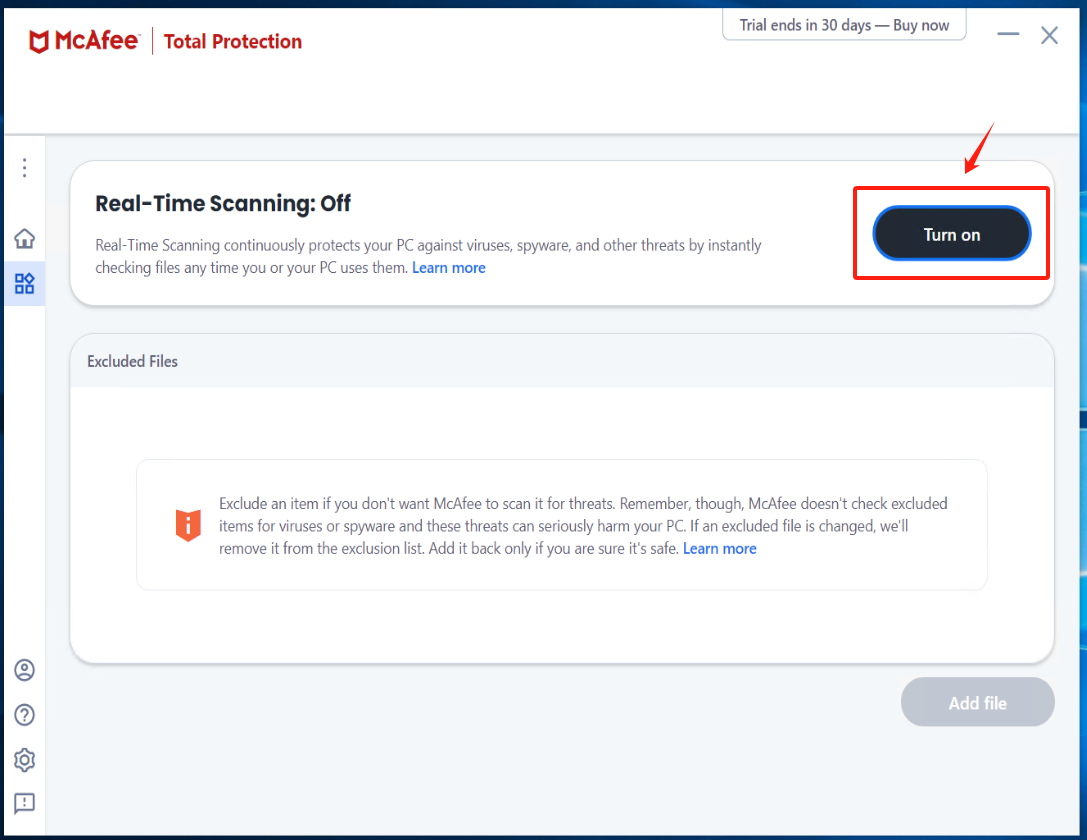 McAfee | Total Protection
Trial ends in 30 days — Buy now
Real-Time Scanning: Off
Real-Time Scanning continuously protects your PC against viruses, spyware, and other threats by instantly
checking files any time you or your PC uses them. Learn more
Turn on
Excluded Files
Exclude an item if you don't want McAfee to scan it for threats. Remember, though, McAfee doesn't check excluded
items for viruses or spyware and these threats can seriously harm your PC. If an excluded file is changed, we'll
remove it from the exclusion list. Add it back only if you are sure it's safe. Learn more
Add file